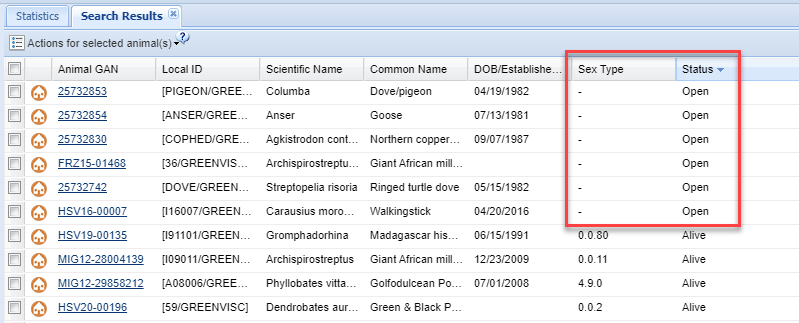 Statistics Search Results
Actions for selected animal(s)
Animal GAN Local ID Scientific Name Common Name DOB/Establishe... Sex Type Status
25732853 [PIGEON/GREE... Columba Dove/pigeon 04/19/1982 - Open
25732854 [ANSER/GREE... Anser Goose 07/13/1981 - Open
25732830 [COPHED/GREE... Agkistrodon cont... Northern copper... 09/07/1987 - Open
FRZ15-01468 [36/GREENVIS... Archispirostreptu... Giant African mill... - Open
25732742 [DOVE/GREEN... Streptopelia risoria Ringed turtle dove 05/15/1982 - Open
HSV16-00007 [I16007/GREEN... Carausius moro... Walkingstick 04/20/2016 - Open
HSV19-00135 [I91101/GREEN... Gromphadorhina Madagascar his... 06/15/1991 0.0.80 Alive
MIG12-28004139 [I09011/GREEN... Archispirostreptus Giant African mill... 12/23/2009 0.0.11 Alive
MIG12-29858212 [A08006/GREE... Phyllobates vitta... Golfodulcean Po... 07/01/2008 4.9.0 Alive
HSV20-00196 [59/GREENVISC] Dendrobates aur... Green & Black P... 0.0.2 Alive